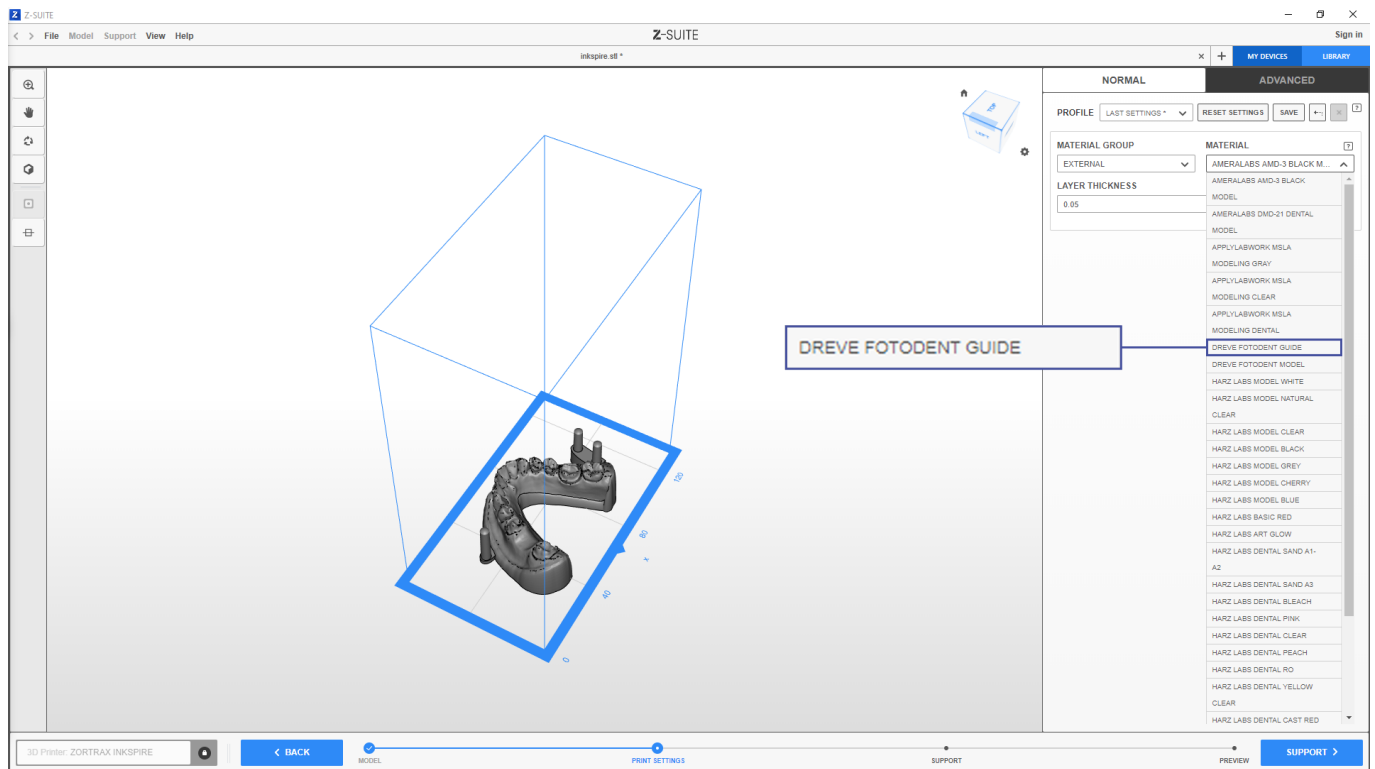 Z-SUITE
File Model Support View Help
Z-SUITE
Sign in
inkspire.stl *
MY DEVICES
LIBRARY
NORMAL
ADVANCED
PROFILE
LAST SETTINGS *
RESET SETTINGS
SAVE
?
MATERIAL GROUP
MATERIAL
?
EXTERNAL
AMERALABS AMD-3 BLACK M...
LAYER THICKNESS
0.05
AMERALABS AMD-3 BLACK
MODEL
AMERALABS DMD-21 DENTAL
MODEL
APPLYLABWORK MSLA
MODELING GRAY
APPLYLABWORK MSLA
MODELING CLEAR
APPLYLABWORK MSLA
MODELING DENTAL
DREVE FOTODENT GUIDE
DREVE FOTODENT GUIDE
DREVE FOTODENT MODEL
HARZ LABS MODEL WHITE
HARZ LABS MODEL NATURAL
CLEAR
HARZ LABS MODEL CLEAR
HARZ LABS MODEL BLACK
HARZ LABS MODEL GREY
HARZ LABS MODEL CHERRY
HARZ LABS MODEL BLUE
HARZ LABS BASIC RED
HARZ LABS ART GLOW
HARZ LABS DENTAL SAND A1-
A2
HARZ LABS DENTAL SAND A3
HARZ LABS DENTAL BLEACH
HARZ LABS DENTAL PINK
HARZ LABS DENTAL CLEAR
HARZ LABS DENTAL PEACH
HARZ LABS DENTAL RO
HARZ LABS DENTAL YELLOW
CLEAR
HARZ LABS DENTAL CAST RED
TOP
120
80
x
40
0
3D Printer: ZORTRAX INKSPIRE
BACK
MODEL
PRINT SETTINGS
SUPPORT
PREVIEW
SUPPORT